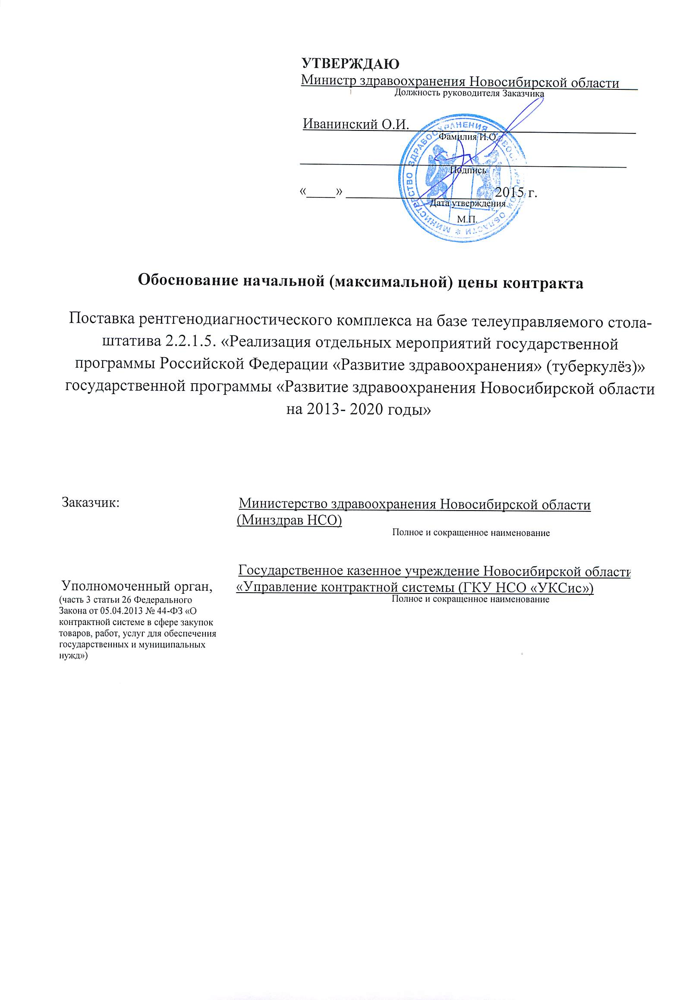 УТВЕРЖДАЮ
Министр здравоохранения Новосибирской области
Должность руководителя Заказчика
Иванинский О.И.
Фамилия И.О.
Подпись
«____» ____________________ 2015 г.
Дата утверждения
М.П.
МИНИСТЕРСТВО ЗДРАВООХРАНЕНИЯ НОВОСИБИРСКОЙ ОБЛАСТИ *
Обоснование начальной (максимальной) цены контракта
Поставка рентгенодиагностического комплекса на базе телеуправляемого стола-
штатива 2.2.1.5. «Реализация отдельных мероприятий государственной
программы Российской Федерации «Развитие здравоохранения» (туберкулёз)»
государственной программы «Развитие здравоохранения Новосибирской области
на 2013- 2020 годы»
Заказчик:
Министерство здравоохранения Новосибирской области
(Минздрав НСО)
Полное и сокращенное наименование
Государственное казенное учреждение Новосибирской области
«Управление контрактной системы (ГКУ НСО «УКСис»)
Полное и сокращенное наименование
Уполномоченный орган,
(часть 3 статьи 26 Федерального
Закона от 05.04.2013 № 44-ФЗ «О
контрактной системе в сфере закупок
товаров, работ, услуг для обеспечения
государственных и муниципальных
нужд»)